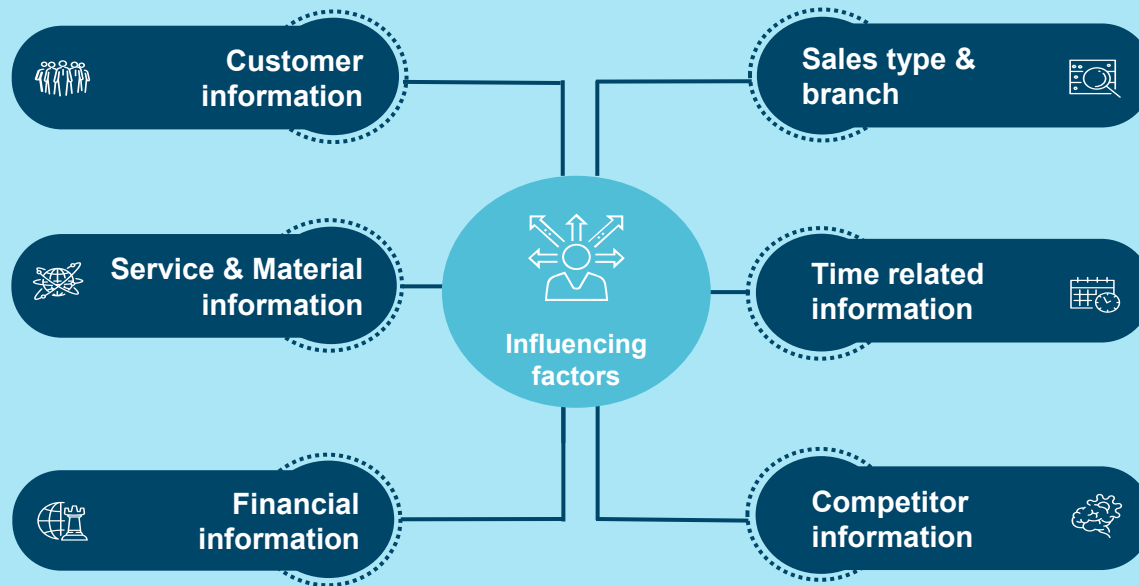 Customer
information
Sales type &
branch
Service & Material
information
Influencing
factors
Time related
information
Financial
information
Competitor
information